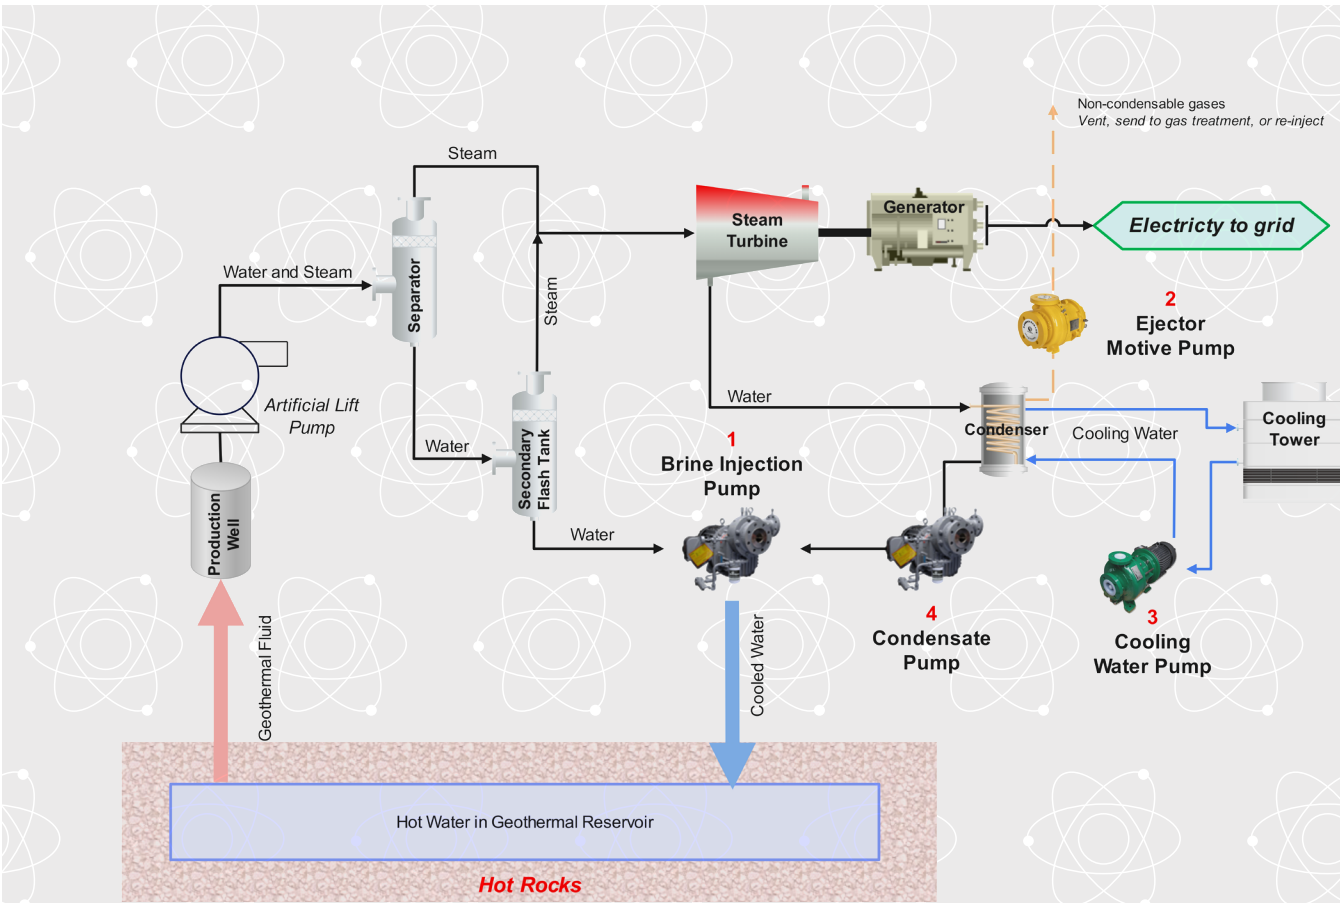 Non-condensable gases
Vent, send to gas treatment, or re-inject
Steam
Steam
Turbine
Generator
Electricty to grid
Water and Steam
Separator
Steam
2
Ejector
Motive Pump
Artificial Lift
Pump
Water
Condenser
Cooling Water
Cooling
Tower
Water
Secondary
Flash Tank
1
Brine Injection
Pump
Production
Well
Water
4
Condensate
Pump
3
Cooling
Water Pump
Geothermal Fluid
Cooled Water
Hot Water in Geothermal Reservoir
Hot Rocks